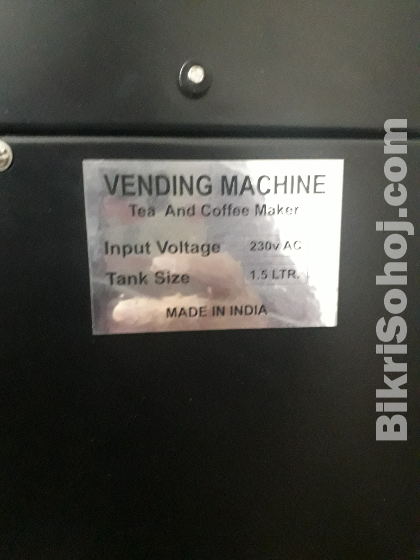 VENDING MACHINE
Tea And Coffee Maker
Input Voltage 230v AC
Tank Size 1.5 LTR.
MADE IN INDIA
BikriSohoj.com